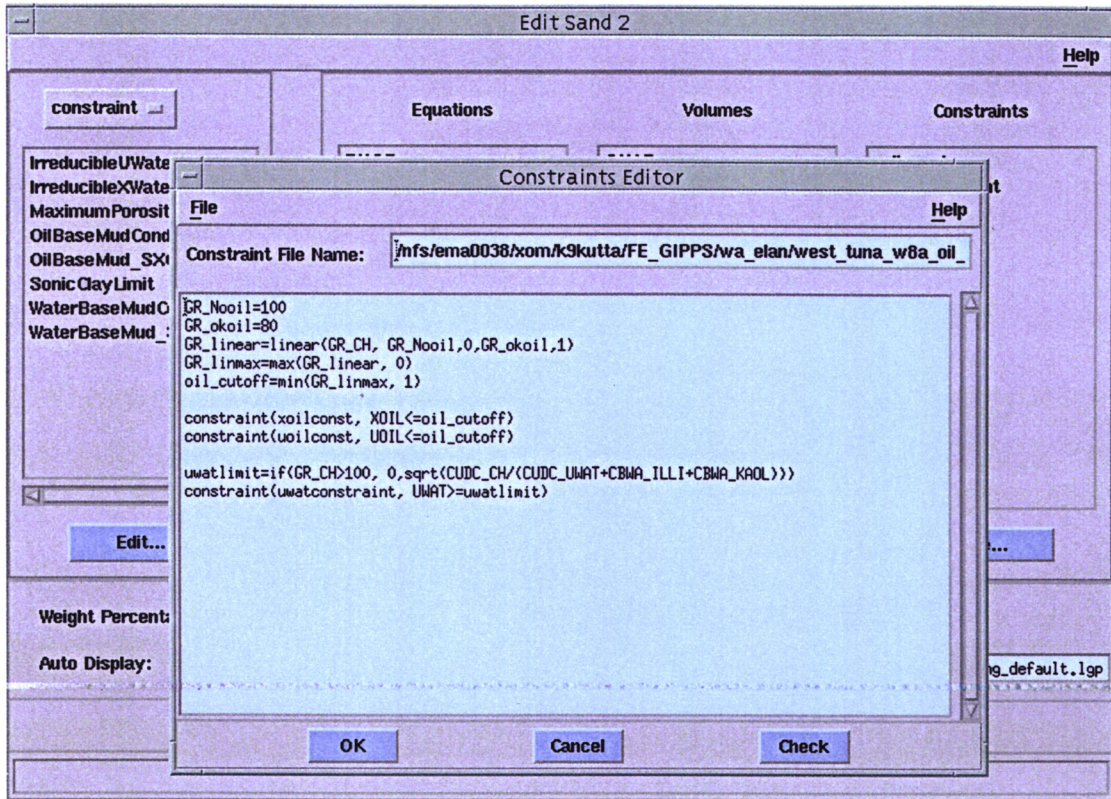 Edit Sand 2
Help
constraint
Equations
Volumes
Constraints
IrreducibleUWate
IrreducibleXWate
MaximumPorosit
OilBaseMudCond
OilBaseMud_SX
SonicClayLimit
WaterBaseMud
WaterBaseMud_
Edit...
Weight Percenta
Auto Display:
ng_default.lgp
Constraints Editor
File
Help
Constraint File Name:
/nfs/ema0038/xom/k9kutta/FE_GIPPS/wa_elan/west_tuna_w8a_oil_
GR_Nooil=100
GR_okoil=80
GR_linear=linear(GR_CH, GR_Nooil,0,GR_okoil,1)
GR_linmax=max(GR_linear, 0)
oil_cutoff=min(GR_linmax, 1)
constraint(xoilconst, XOIL<=oil_cutoff)
constraint(uoilconst, UOIL<=oil_cutoff)
uwatlimit=if(GR_CH>100, 0,sqrt(CUDC_CH/(CUDC_UWAT+CBWA_ILLI+CBWA_KAOL)))
constraint(uwatconstraint, UWAT>=uwatlimit)
OK
Cancel
Check